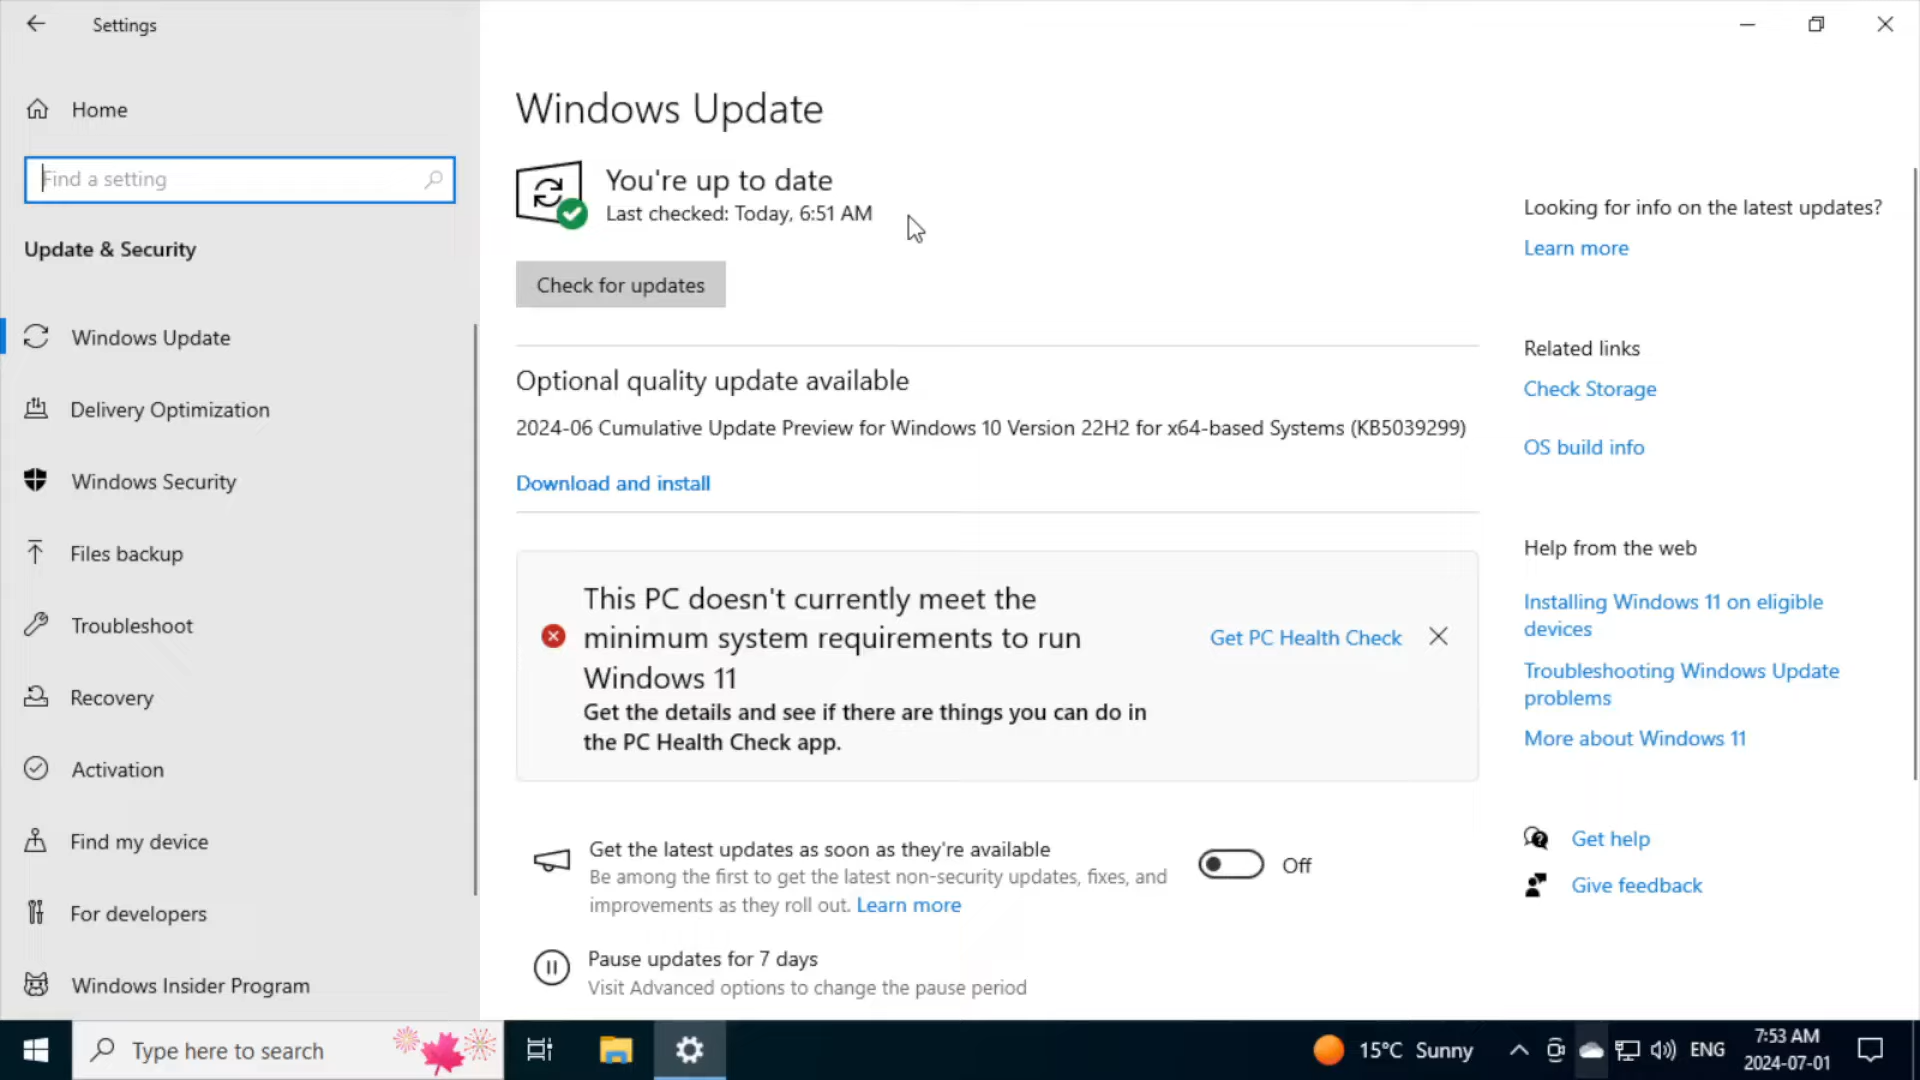 Settings
Home
Find a setting
Update & Security
Windows Update
Delivery Optimization
Windows Security
Files backup
Troubleshoot
Recovery
Activation
Find my device
For developers
Windows Insider Program
Windows Update
You're up to date
Last checked: Today, 6:51 AM
Check for updates
Optional quality update available
2024-06 Cumulative Update Preview for Windows 10 Version 22H2 for x64-based Systems (KB5039299)
Download and install
This PC doesn't currently meet the
minimum system requirements to run
Windows 11
Get the details and see if there are things you can do in
the PC Health Check app.
Get PC Health Check
Get the latest updates as soon as they're available
Be among the first to get the latest non-security updates, fixes, and
improvements as they roll out. Learn more
Off
Pause updates for 7 days
Visit Advanced options to change the pause period
Looking for info on the latest updates?
Learn more
Related links
Check Storage
OS build info
Help from the web
Installing Windows 11 on eligible
devices
Troubleshooting Windows Update
problems
More about Windows 11
Get help
Give feedback
Type here to search
15°C Sunny
ENG
7:53 AM
2024-07-01